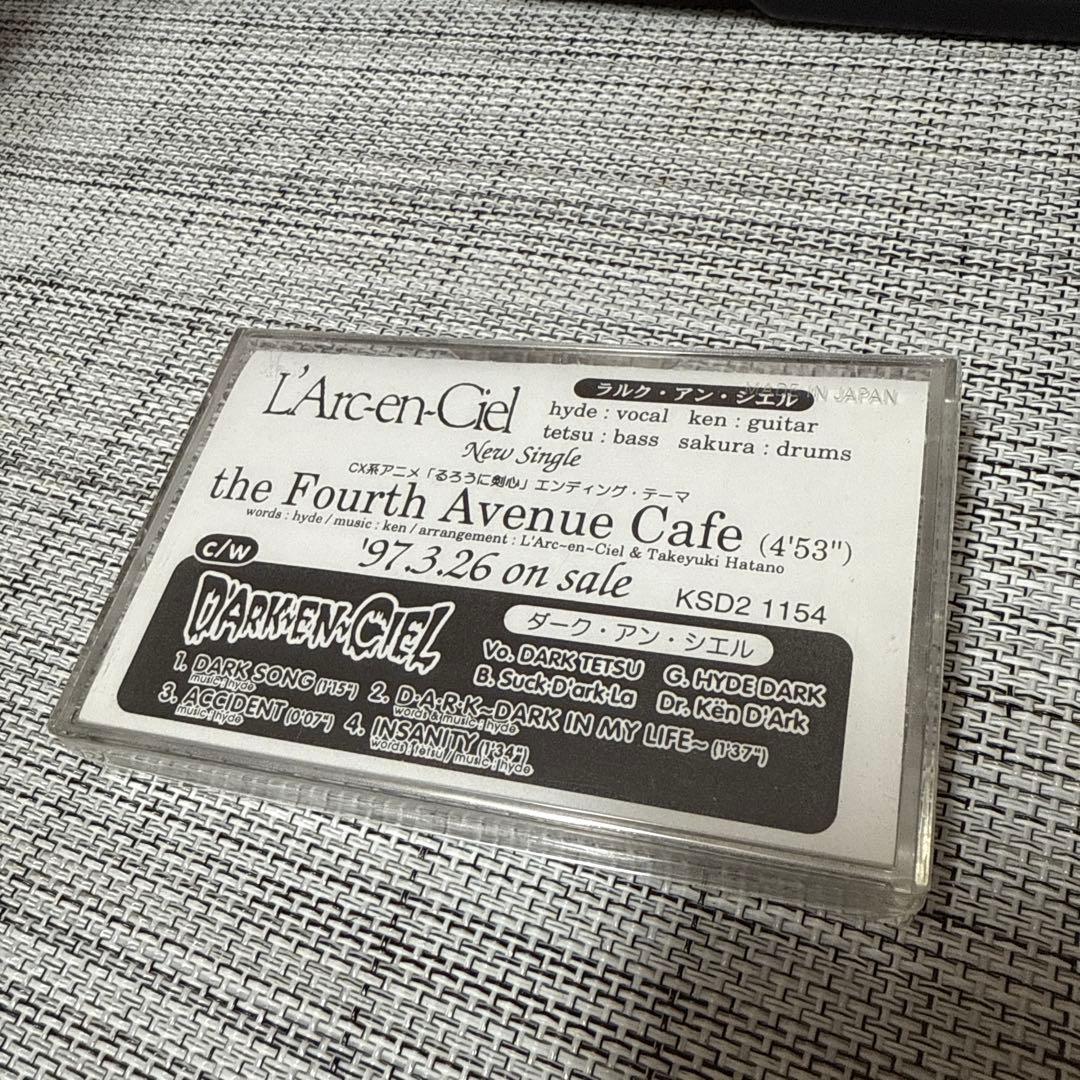 L'Arc~en~Ciel
ラルク・アン・シエル
MADE IN JAPAN
hyde : vocal ken : guitar
tetsu : bass sakura : drums
New Single
CX系アニメ「るろうに剣心」エンディング・テーマ
the Fourth Avenue Cafe (4'53")
words : hyde / music : ken / arrangement : L'Arc~en~Ciel & Takeyuki Hatano
'97.3.26 on sale
KSD2 1154
c/w
D'ARK~EN~CIEL
ダーク・アン・シエル
Vo. DARK TETSU G. HYDE DARK
B. Suck·D'ark·La Dr. Kën D'Ark
1. DARK SONG (1'15")
music : hyde
2. D·A·R·K~DARK IN MY LIFE~ (1'37")
words & music : hyde
3. ACCIDENT (0'07")
music : hyde
4. INSANITY (1'34")
words : tetsu / music : hyde